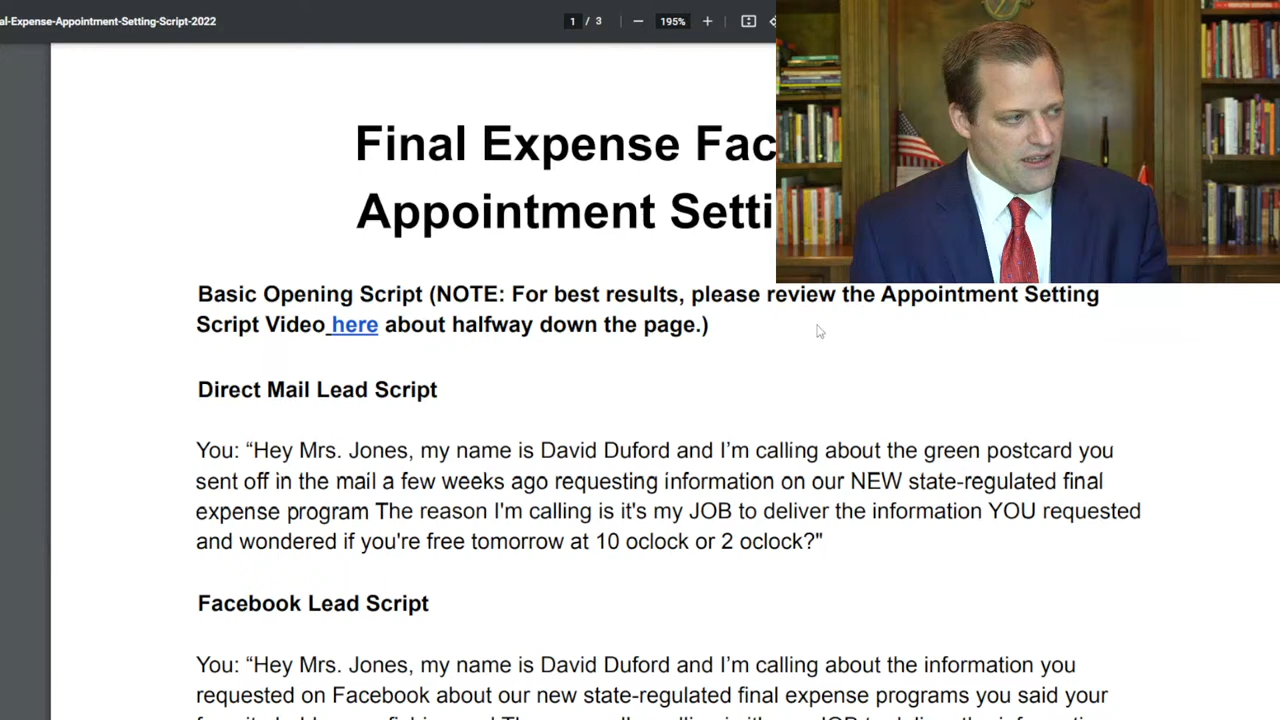 al-Expense-Appointment-Setting-Script-2022
1 / 3
195%
Final Expense Fac
Appointment Setti
Basic Opening Script (NOTE: For best results, please review the Appointment Setting
Script Video here about halfway down the page.)
Direct Mail Lead Script
You: “Hey Mrs. Jones, my name is David Duford and I’m calling about the green postcard you
sent off in the mail a few weeks ago requesting information on our NEW state-regulated final
expense program The reason I'm calling is it's my JOB to deliver the information YOU requested
and wondered if you're free tomorrow at 10 oclock or 2 oclock?"
Facebook Lead Script
You: “Hey Mrs. Jones, my name is David Duford and I’m calling about the information you
requested on Facebook about our new state-regulated final expense programs you said your